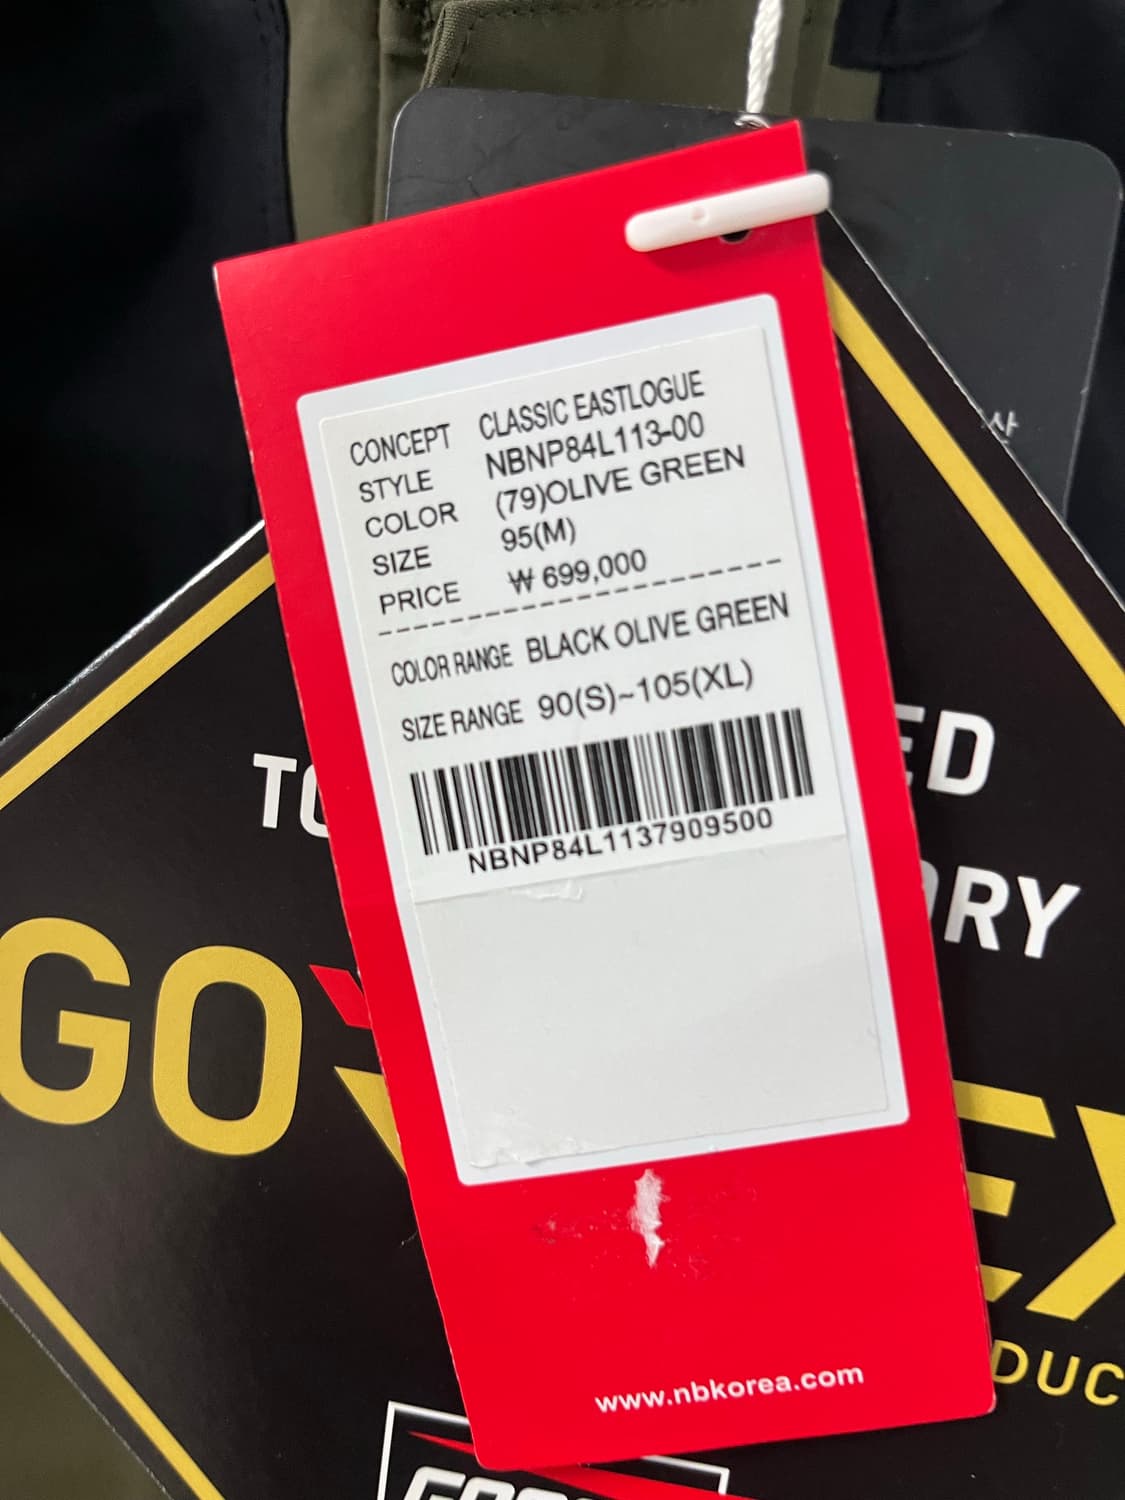 CONCEPT CLASSIC EASTLOGUE
STYLE NBNP84L113-00
COLOR (79)OLIVE GREEN
SIZE 95(M)
PRICE ₩ 699,000
COLOR RANGE BLACK OLIVE GREEN
SIZE RANGE 90(S)~105(XL)
NBNP84L1137909500
www.nbkorea.com